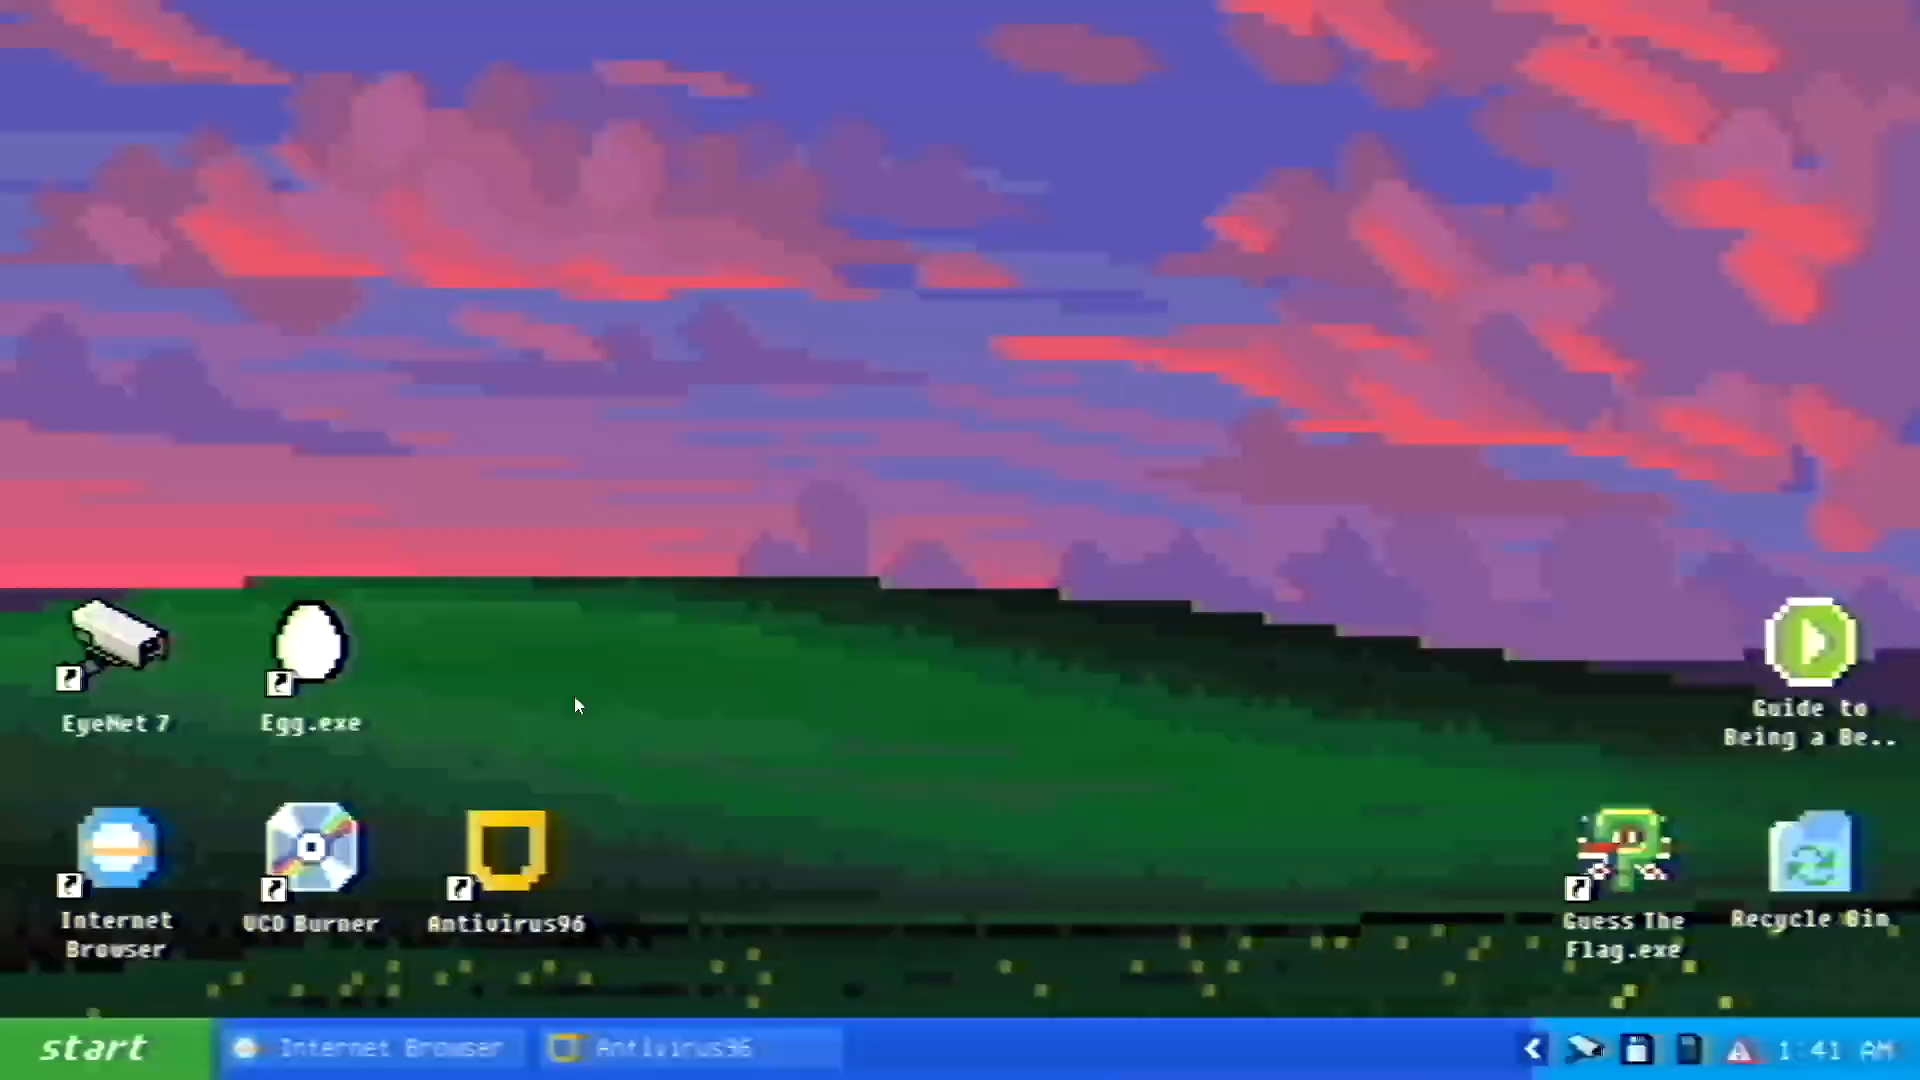 EyeNet 7
Egg.exe
Guide to
Being a Be..
Internet
Browser
VCD Burner
Antivirus96
Guess The
Flag.exe
Recycle Bin
start
Internet Browser
Antivirus96
1:41 AM